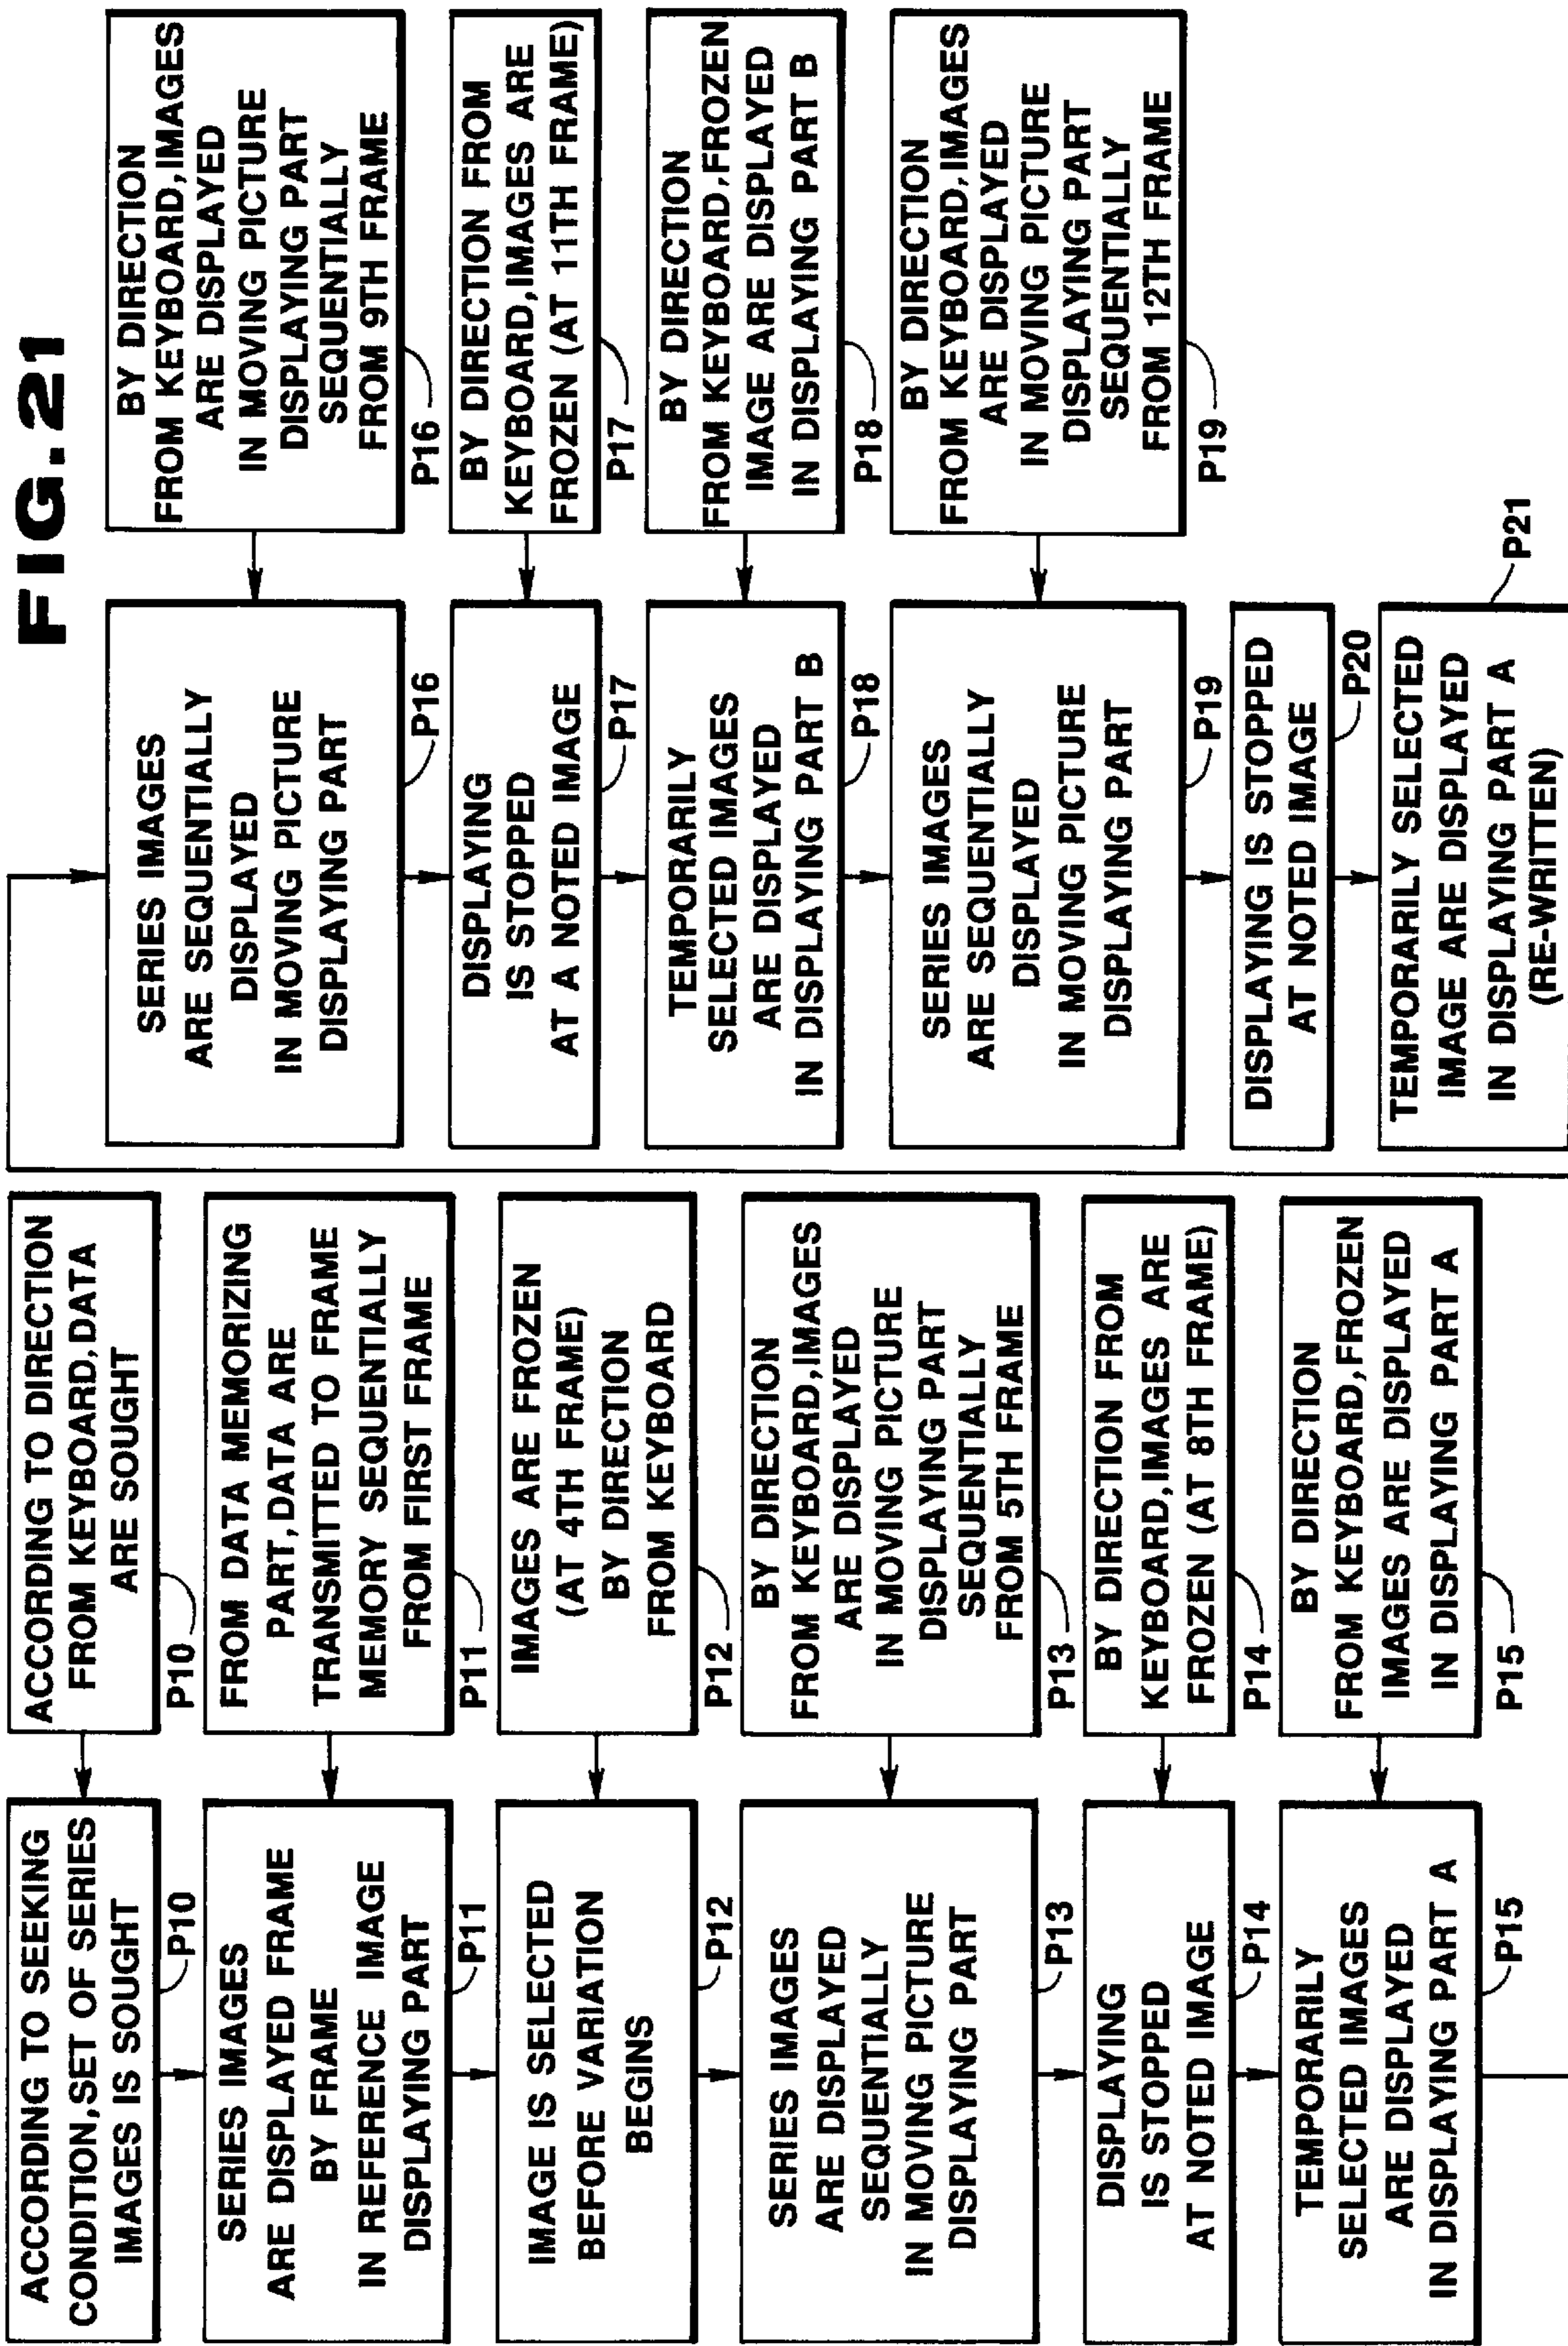 FIG.21
ACCORDING TO SEEKING
CONDITION,SET OF SERIES
IMAGES IS SOUGHT
P10
ACCORDING TO DIRECTION
FROM KEYBOARD,DATA
ARE SOUGHT
P10
SERIES IMAGES
ARE DISPLAYED FRAME
BY FRAME
IN REFERENCE IMAGE
DISPLAYING PART
P11
FROM DATA MEMORIZING
PART,DATA ARE
TRANSMITTED TO FRAME
MEMORY SEQUENTIALLY
FROM FIRST FRAME
P11
IMAGE IS SELECTED
BEFORE VARIATION
BEGINS
P12
IMAGES ARE FROZEN
(AT 4TH FRAME)
BY DIRECTION
FROM KEYBOARD
P12
SERIES IMAGES
ARE DISPLAYED
SEQUENTIALLY
IN MOVING PICTURE
DISPLAYING PART
P13
BY DIRECTION
FROM KEYBOARD,IMAGES
ARE DISPLAYED
IN MOVING PICTURE
DISPLAYING PART
SEQUENTIALLY
FROM 5TH FRAME
P13
DISPLAYING
IS STOPPED
AT NOTED IMAGE
P14
BY DIRECTION FROM
KEYBOARD,IMAGES ARE
FROZEN (AT 8TH FRAME)
P14
TEMPORARILY
SELECTED IMAGES
ARE DISPLAYED
IN DISPLAYING PART A
P15
BY DIRECTION
FROM KEYBOARD,FROZEN
IMAGES ARE DISPLAYED
IN DISPLAYING PART A
P15
SERIES IMAGES
ARE SEQUENTIALLY
DISPLAYED
IN MOVING PICTURE
DISPLAYING PART
P16
BY DIRECTION
FROM KEYBOARD,IMAGES
ARE DISPLAYED
IN MOVING PICTURE
DISPLAYING PART
SEQUENTIALLY
FROM 9TH FRAME
P16
DISPLAYING
IS STOPPED
AT A NOTED IMAGE
P17
BY DIRECTION FROM
KEYBOARD,IMAGES ARE
FROZEN (AT 11TH FRAME)
P17
TEMPORARILY
SELECTED IMAGES
ARE DISPLAYED
IN DISPLAYING PART B
P18
BY DIRECTION
FROM KEYBOARD,FROZEN
IMAGE ARE DISPLAYED
IN DISPLAYING PART B
P18
SERIES IMAGES
ARE SEQUENTIALLY
DISPLAYED
IN MOVING PICTURE
DISPLAYING PART
P19
BY DIRECTION
FROM KEYBOARD,IMAGES
ARE DISPLAYED
IN MOVING PICTURE
DISPLAYING PART
SEQUENTIALLY
FROM 12TH FRAME
P19
DISPLAYING IS STOPPED
AT NOTED IMAGE
P20
TEMPORARILY SELECTED
IMAGE ARE DISPLAYED
IN DISPLAYING PART A
(RE-WRITTEN)
P21